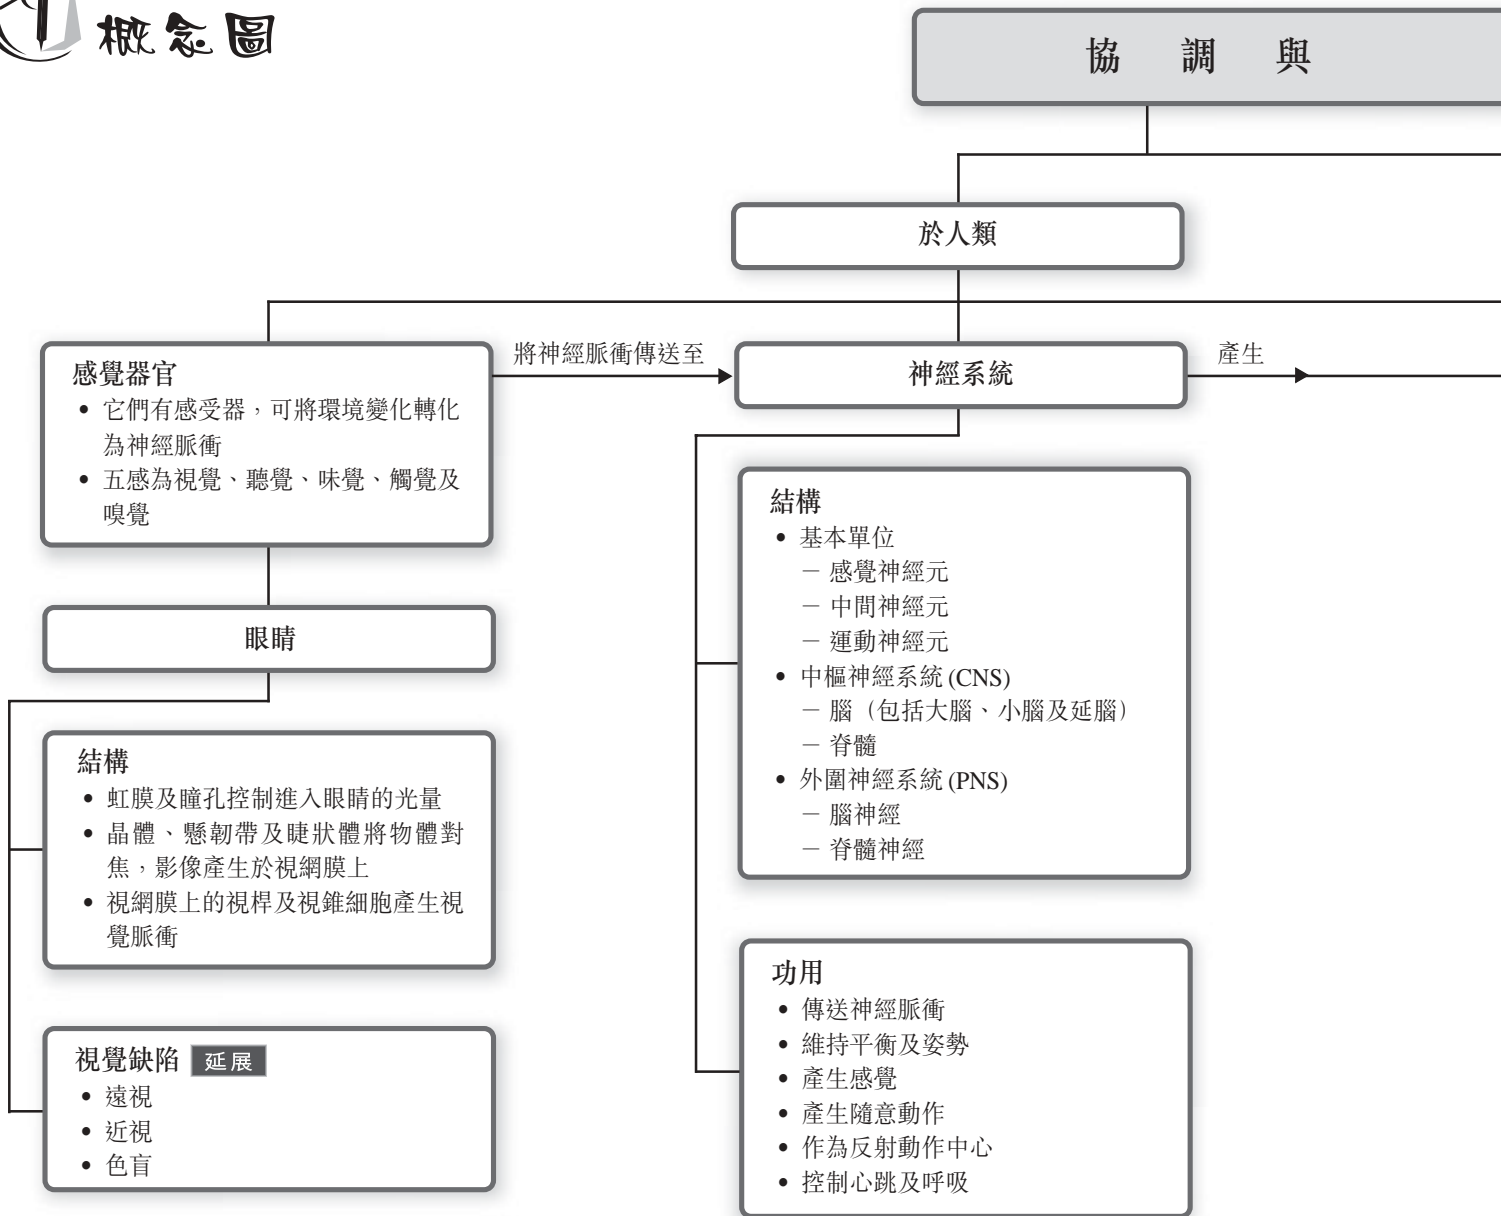 概念圖
協調與
於人類
感覺器官
• 它們有感受器，可將環境變化轉化
為神經脈衝
• 五感為視覺、聽覺、味覺、觸覺及
嗅覺
將神經脈衝傳送至
神經系統
產生
眼睛
結構
• 虹膜及瞳孔控制進入眼睛的光量
• 晶體、懸韌帶及睫狀體將物體對
焦，影像產生於視網膜上
• 視網膜上的視桿及視錐細胞產生視
覺脈衝
視覺缺陷 延展
• 遠視
• 近視
• 色盲
結構
• 基本單位
－ 感覺神經元
－ 中間神經元
－ 運動神經元
• 中樞神經系統 (CNS)
－ 腦（包括大腦、小腦及延腦）
－ 脊髓
• 外圍神經系統 (PNS)
－ 腦神經
－ 脊髓神經
功用
• 傳送神經脈衝
• 維持平衡及姿勢
• 產生感覺
• 產生隨意動作
• 作為反射動作中心
• 控制心跳及呼吸